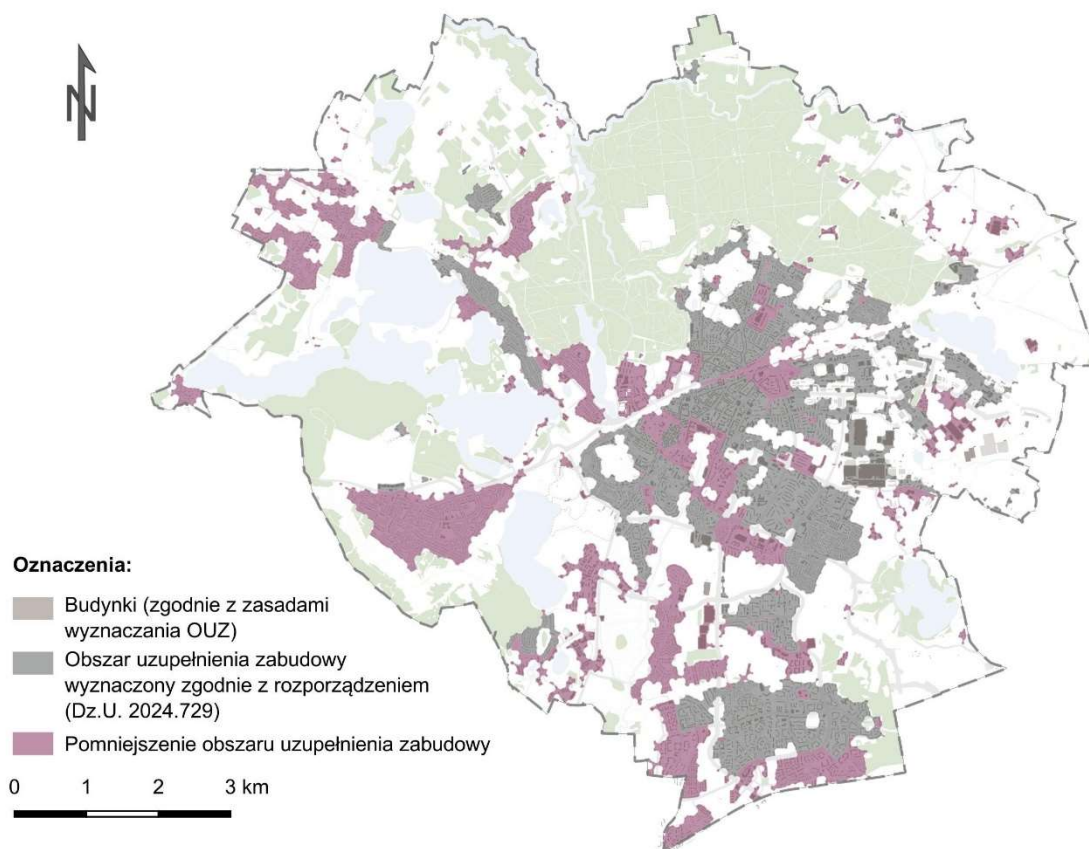 N
Oznaczenia:
Budynki (zgodnie z zasadami
wyznaczania OUZ)
Obszar uzupełnienia zabudowy
wyznaczony zgodnie z rozporządzeniem
(Dz.U. 2024.729)
Pomniejszenie obszaru uzupełnienia zabudowy
0 1 2 3 km